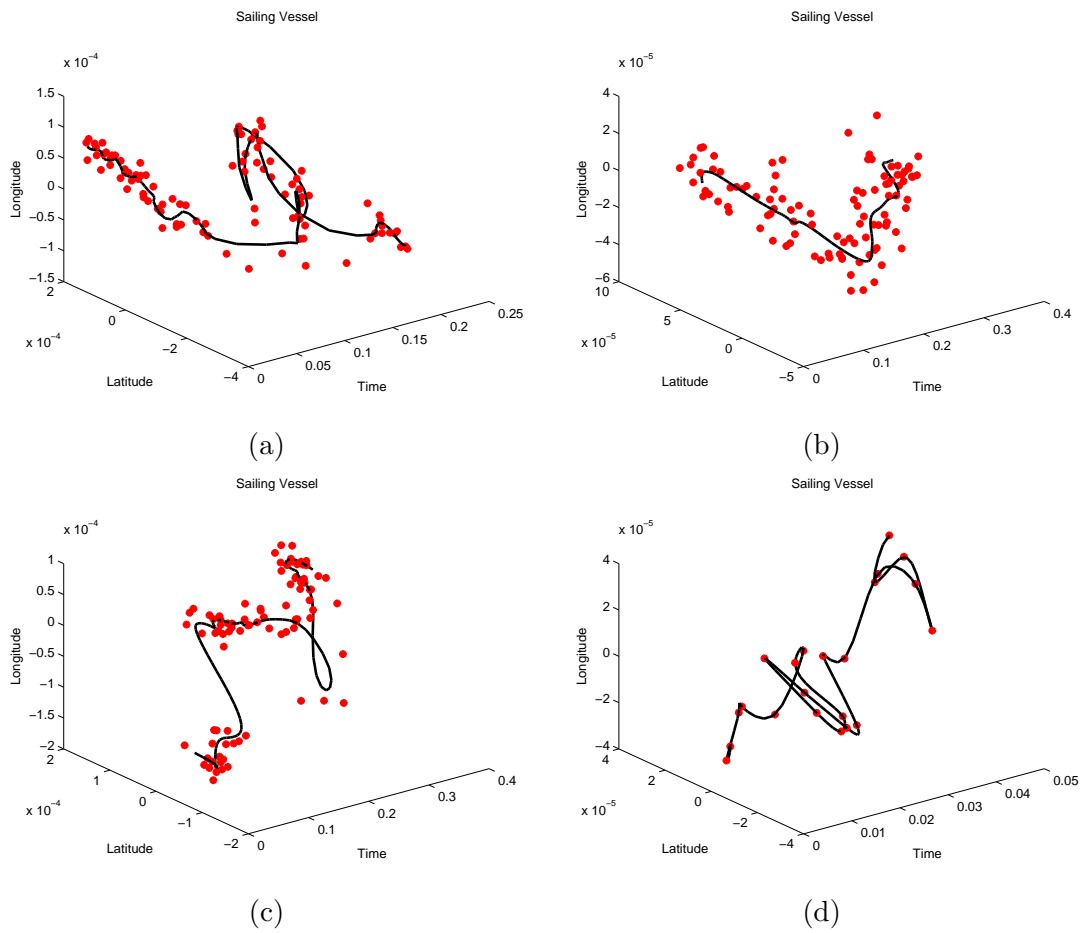 Sailing Vessel
x 10⁻⁴
1.5
1
0.5
0
−0.5
−1
−1.5
Longitude
2
0
−2
−4
x 10⁻⁴
Latitude
0
0.05
0.1
0.15
0.2
0.25
Time
(a)
Sailing Vessel
x 10⁻⁵
4
2
0
−2
−4
−6
Longitude
10
5
0
−5
x 10⁻⁵
Latitude
0
0.1
0.2
0.3
0.4
Time
(b)
Sailing Vessel
x 10⁻⁴
1
0.5
0
−0.5
−1
−1.5
−2
Longitude
2
1
0
−1
−2
x 10⁻⁴
Latitude
0
0.1
0.2
0.3
0.4
Time
(c)
Sailing Vessel
x 10⁻⁵
4
2
0
−2
−4
Longitude
4
2
0
−2
−4
x 10⁻⁵
Latitude
0
0.01
0.02
0.03
0.04
0.05
Time
(d)